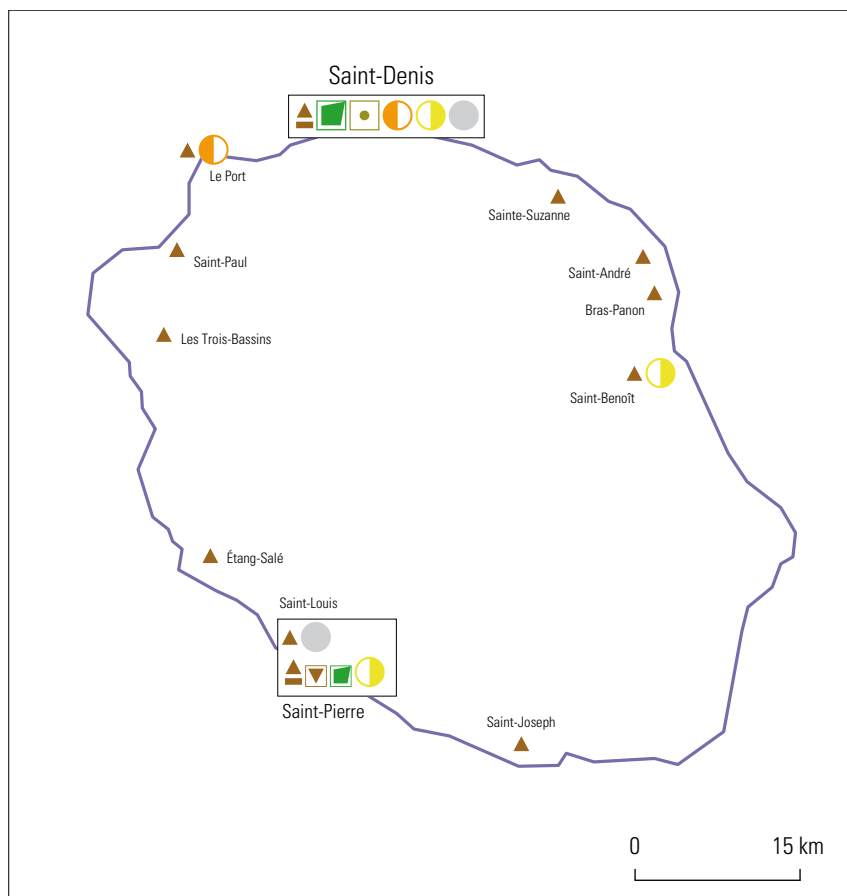 Saint-Denis
Le Port
Sainte-Suzanne
Saint-Paul
Saint-André
Bras-Panon
Les Trois-Bassins
Saint-Benoît
Étang-Salé
Saint-Louis
Saint-Pierre
Saint-Joseph
0 15 km